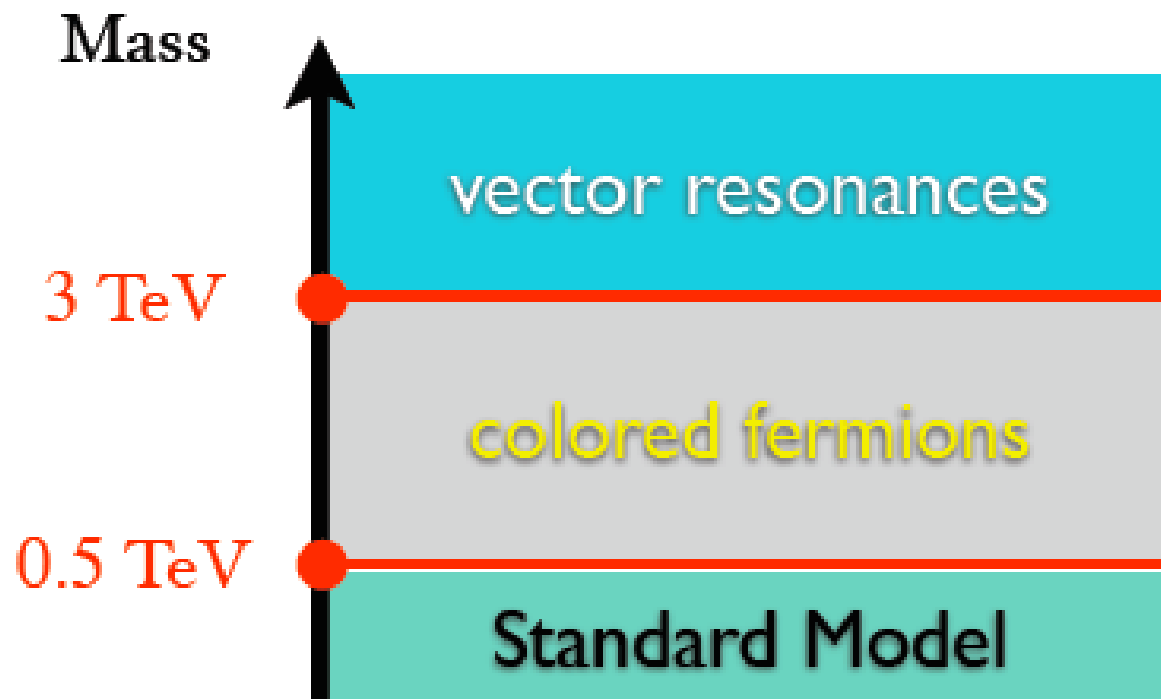 Mass
vector resonances
3 TeV
colored fermions
0.5 TeV
Standard Model